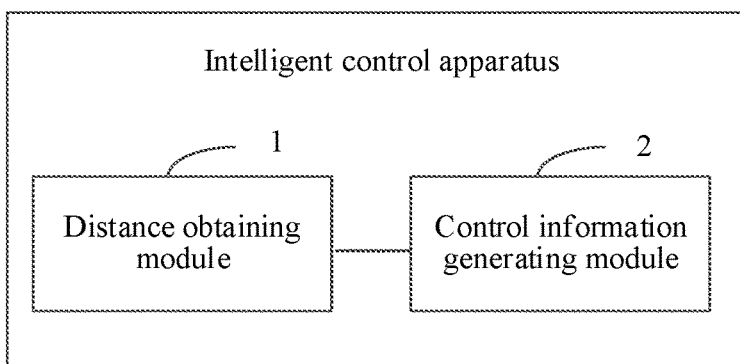 Intelligent control apparatus
1
2
Distance obtaining
module
Control information
generating module